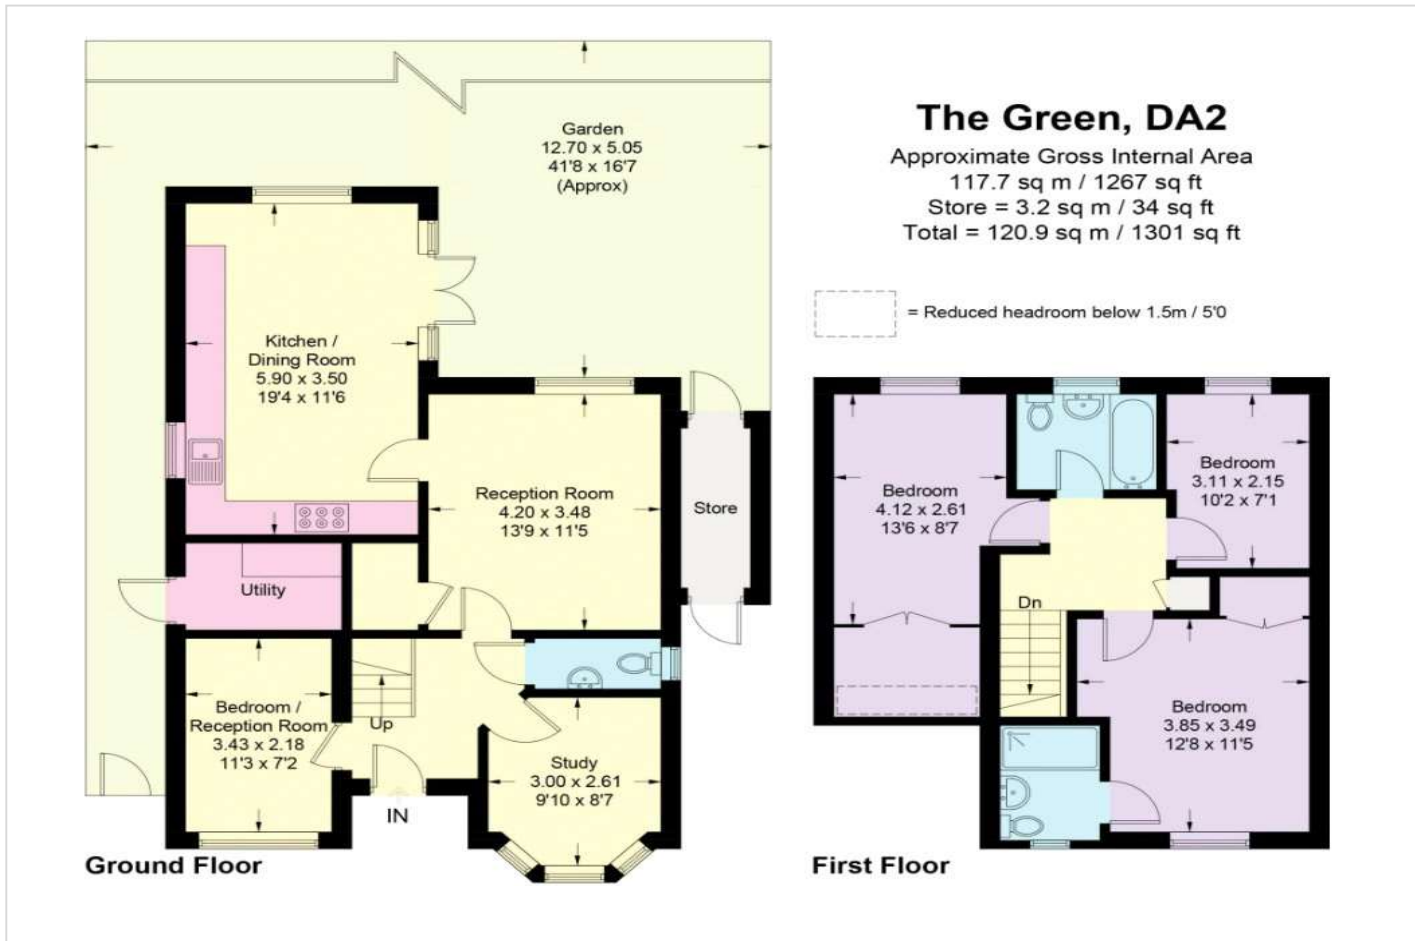 The Green, DA2
Approximate Gross Internal Area
117.7 sq m / 1267 sq ft
Store = 3.2 sq m / 34 sq ft
Total = 120.9 sq m / 1301 sq ft
= Reduced headroom below 1.5m / 5'0
Garden
12.70 x 5.05
41'8 x 16'7
(Approx)
Kitchen /
Dining Room
5.90 x 3.50
19'4 x 11'6
Reception Room
4.20 x 3.48
13'9 x 11'5
Store
Utility
Bedroom /
Reception Room
3.43 x 2.18
11'3 x 7'2
Up
Study
3.00 x 2.61
9'10 x 8'7
IN
Ground Floor
Bedroom
4.12 x 2.61
13'6 x 8'7
Bedroom
3.11 x 2.15
10'2 x 7'1
Dn
Bedroom
3.85 x 3.49
12'8 x 11'5
First Floor